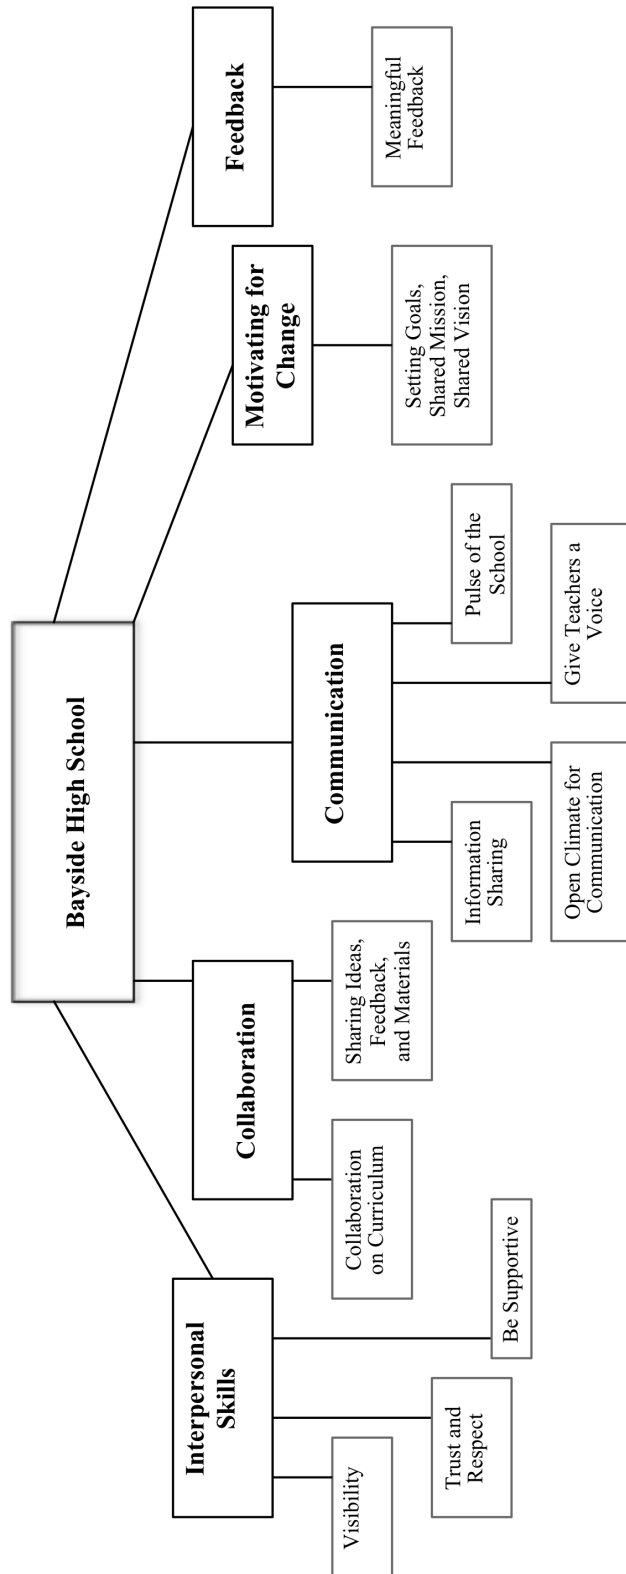 Bayside High School
Interpersonal
Skills
Visibility
Trust and
Respect
Be Supportive
Collaboration
Collaboration
on Curriculum
Sharing Ideas,
Feedback,
and Materials
Communication
Information
Sharing
Open Climate for
Communication
Give Teachers a
Voice
Pulse of the
School
Motivating for
Change
Setting Goals,
Shared Mission,
Shared Vision
Feedback
Meaningful
Feedback